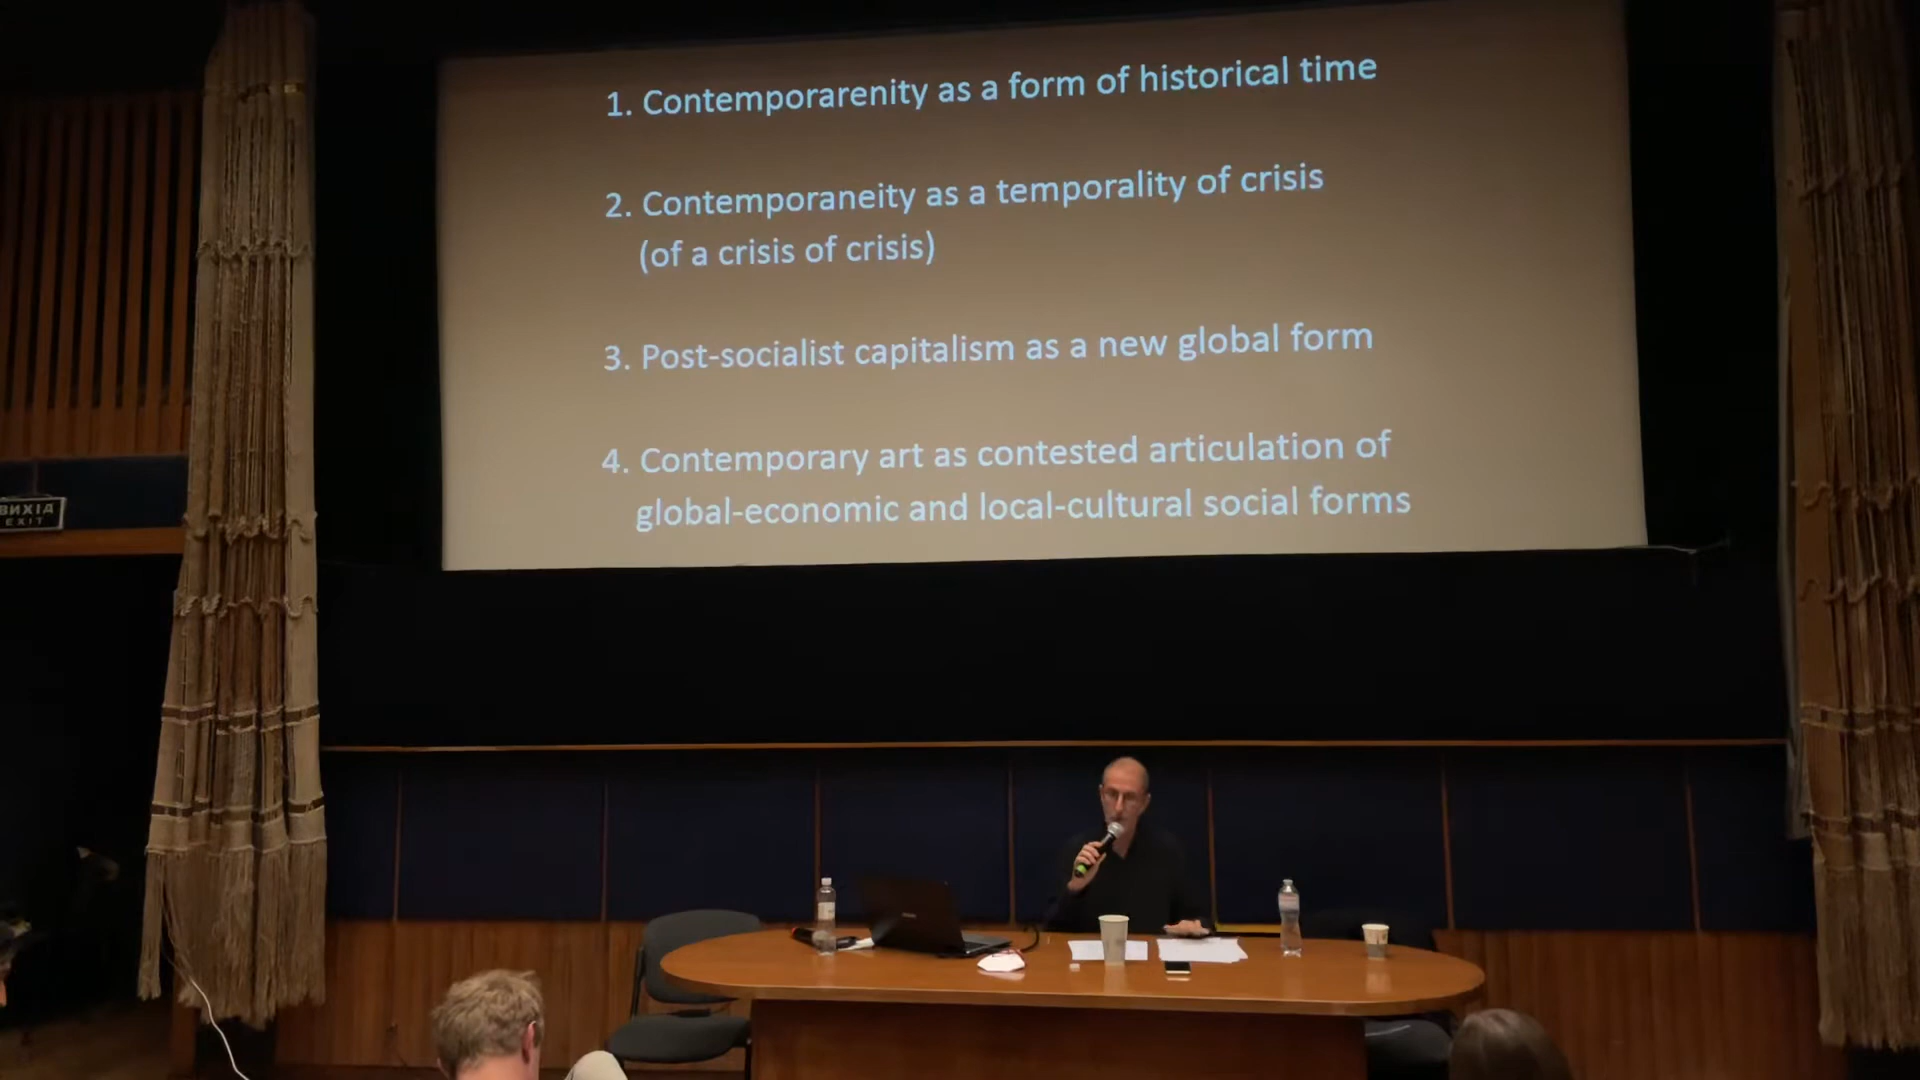 1. Contemporarenity as a form of historical time
2. Contemporaneity as a temporality of crisis
(of a crisis of crisis)
3. Post-socialist capitalism as a new global form
4. Contemporary art as contested articulation of
global-economic and local-cultural social forms
ВИХІД
EXIT